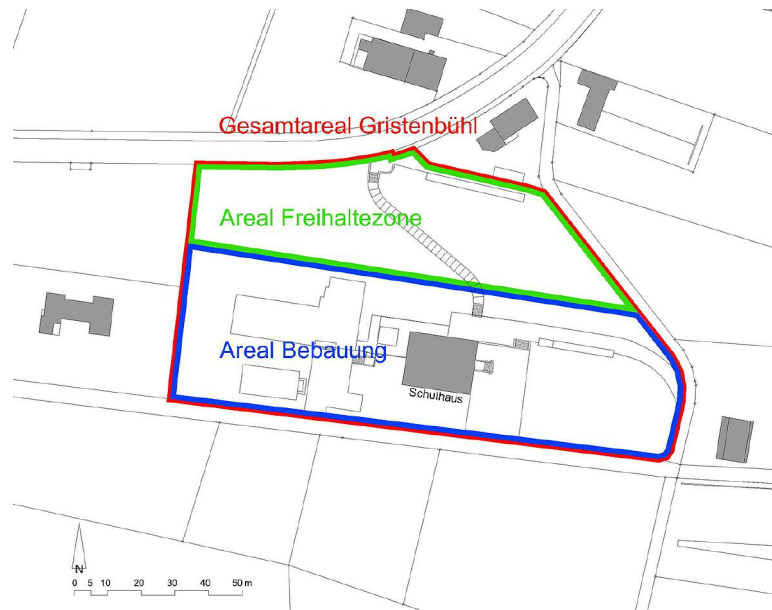 Gesamtareal Gristenbühl
Areal Freihaltezone
Areal Bebauung
Schulhaus
N
0 5 10 20 30 40 50 m